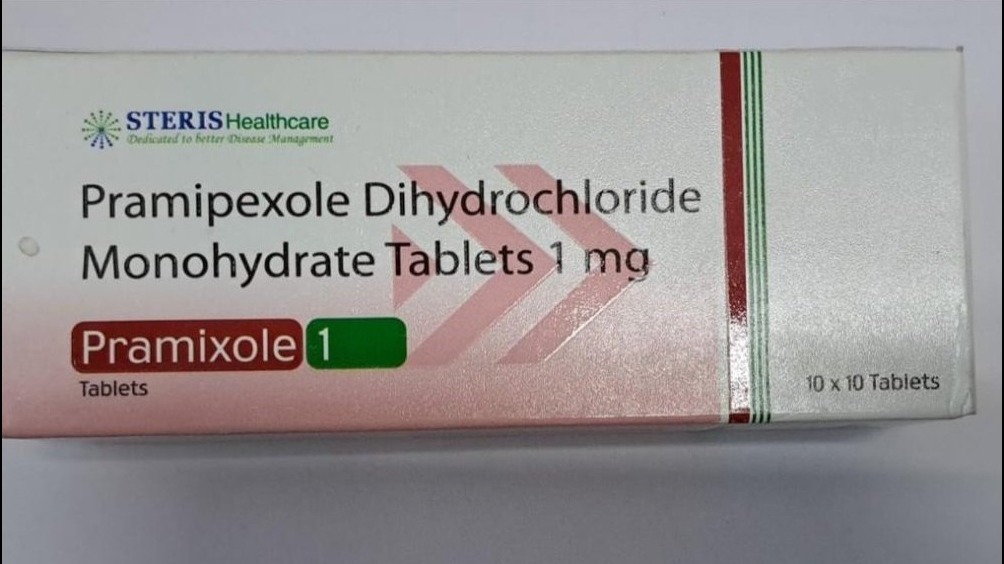 STERIS Healthcare
Dedicated to better Disease Management
Pramipexole Dihydrochloride
Monohydrate Tablets 1 mg
Pramixole 1
Tablets
10 x 10 Tablets